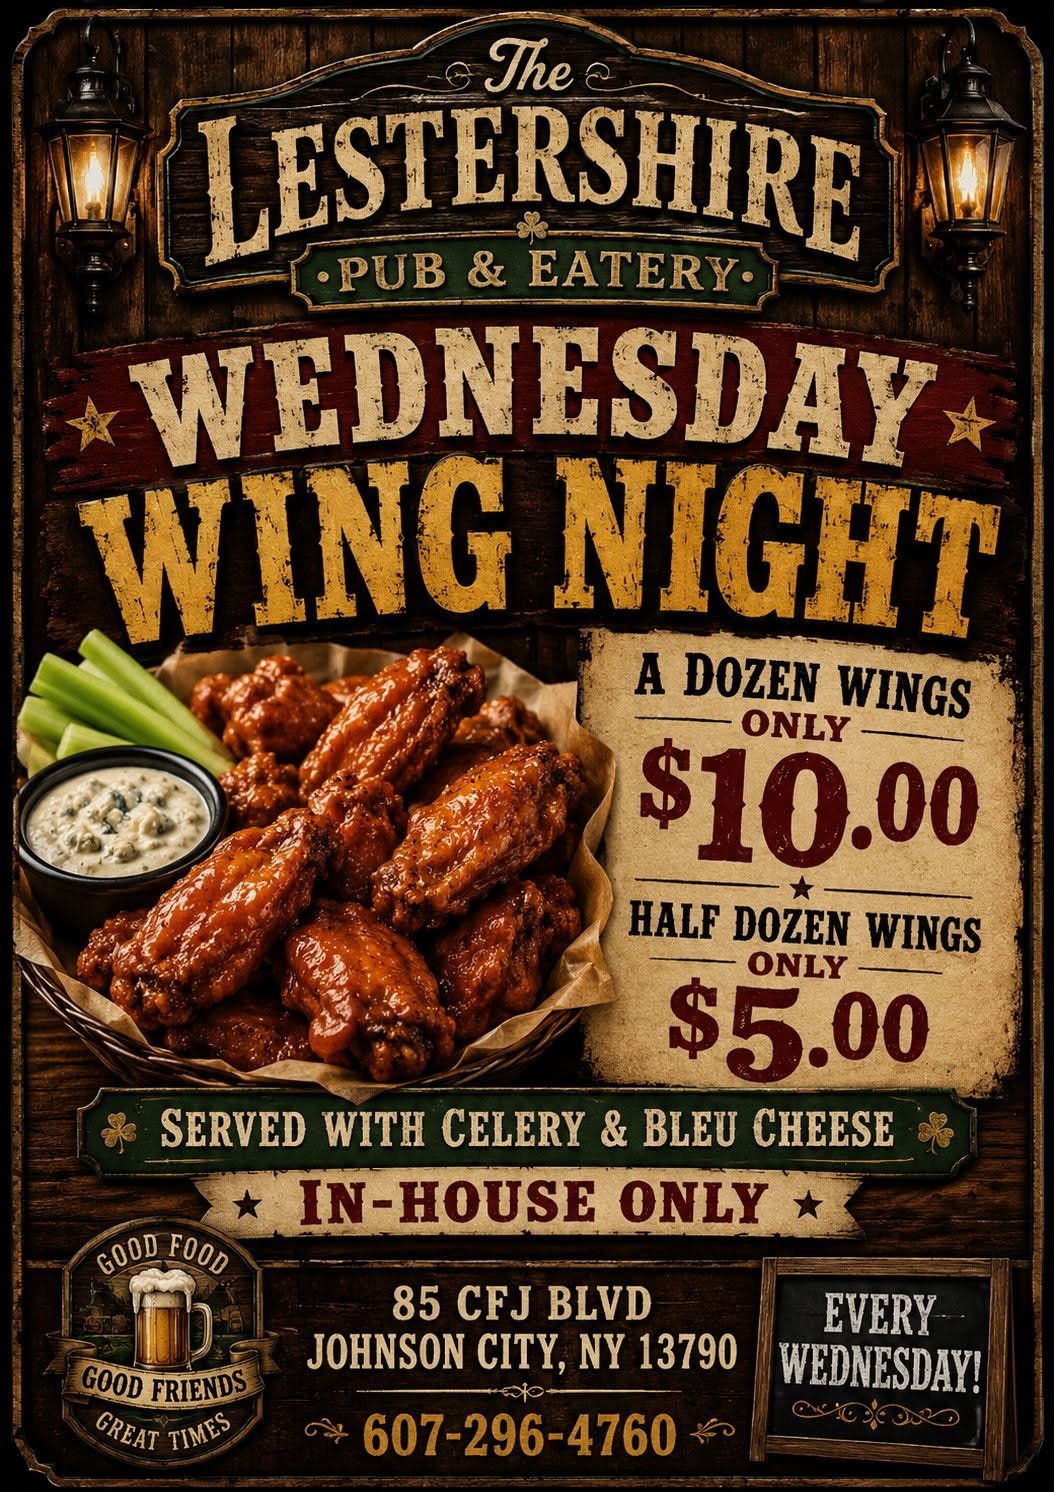 The
LESTERSHIRE
• PUB & EATERY •
WEDNESDAY
WING NIGHT
A DOZEN WINGS
ONLY
$10.00
HALF DOZEN WINGS
ONLY
$5.00
SERVED WITH CELERY & BLEU CHEESE
IN-HOUSE ONLY
GOOD FOOD
GOOD FRIENDS
GREAT TIMES
85 CFJ BLVD
JOHNSON CITY, NY 13790
607-296-4760
EVERY
WEDNESDAY!